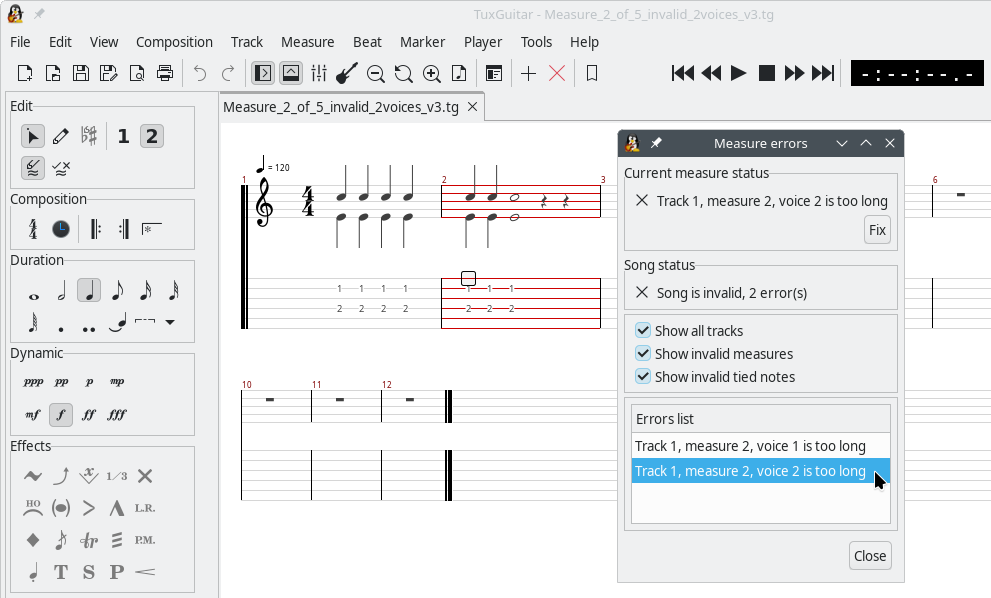 TuxGuitar - Measure_2_of_5_invalid_2voices_v3.tg
File Edit View Composition Track Measure Beat Marker Player Tools Help
-:--:--.-
Edit
Measure_2_of_5_invalid_2voices_v3.tg
1 2
Composition
Duration
Dynamic
ppp pp p mp
mf f ff fff
Effects
1/3
HO L.R.
tr P.M.
T S P
= 120
1 2 3 6
4
4
1 1 1 1 1 1 1
2 2 2 2 2 2 2
10 11 12
Measure errors
Current measure status
Track 1, measure 2, voice 2 is too long
Fix
Song status
Song is invalid, 2 error(s)
Show all tracks
Show invalid measures
Show invalid tied notes
Errors list
Track 1, measure 2, voice 1 is too long
Track 1, measure 2, voice 2 is too long
Close